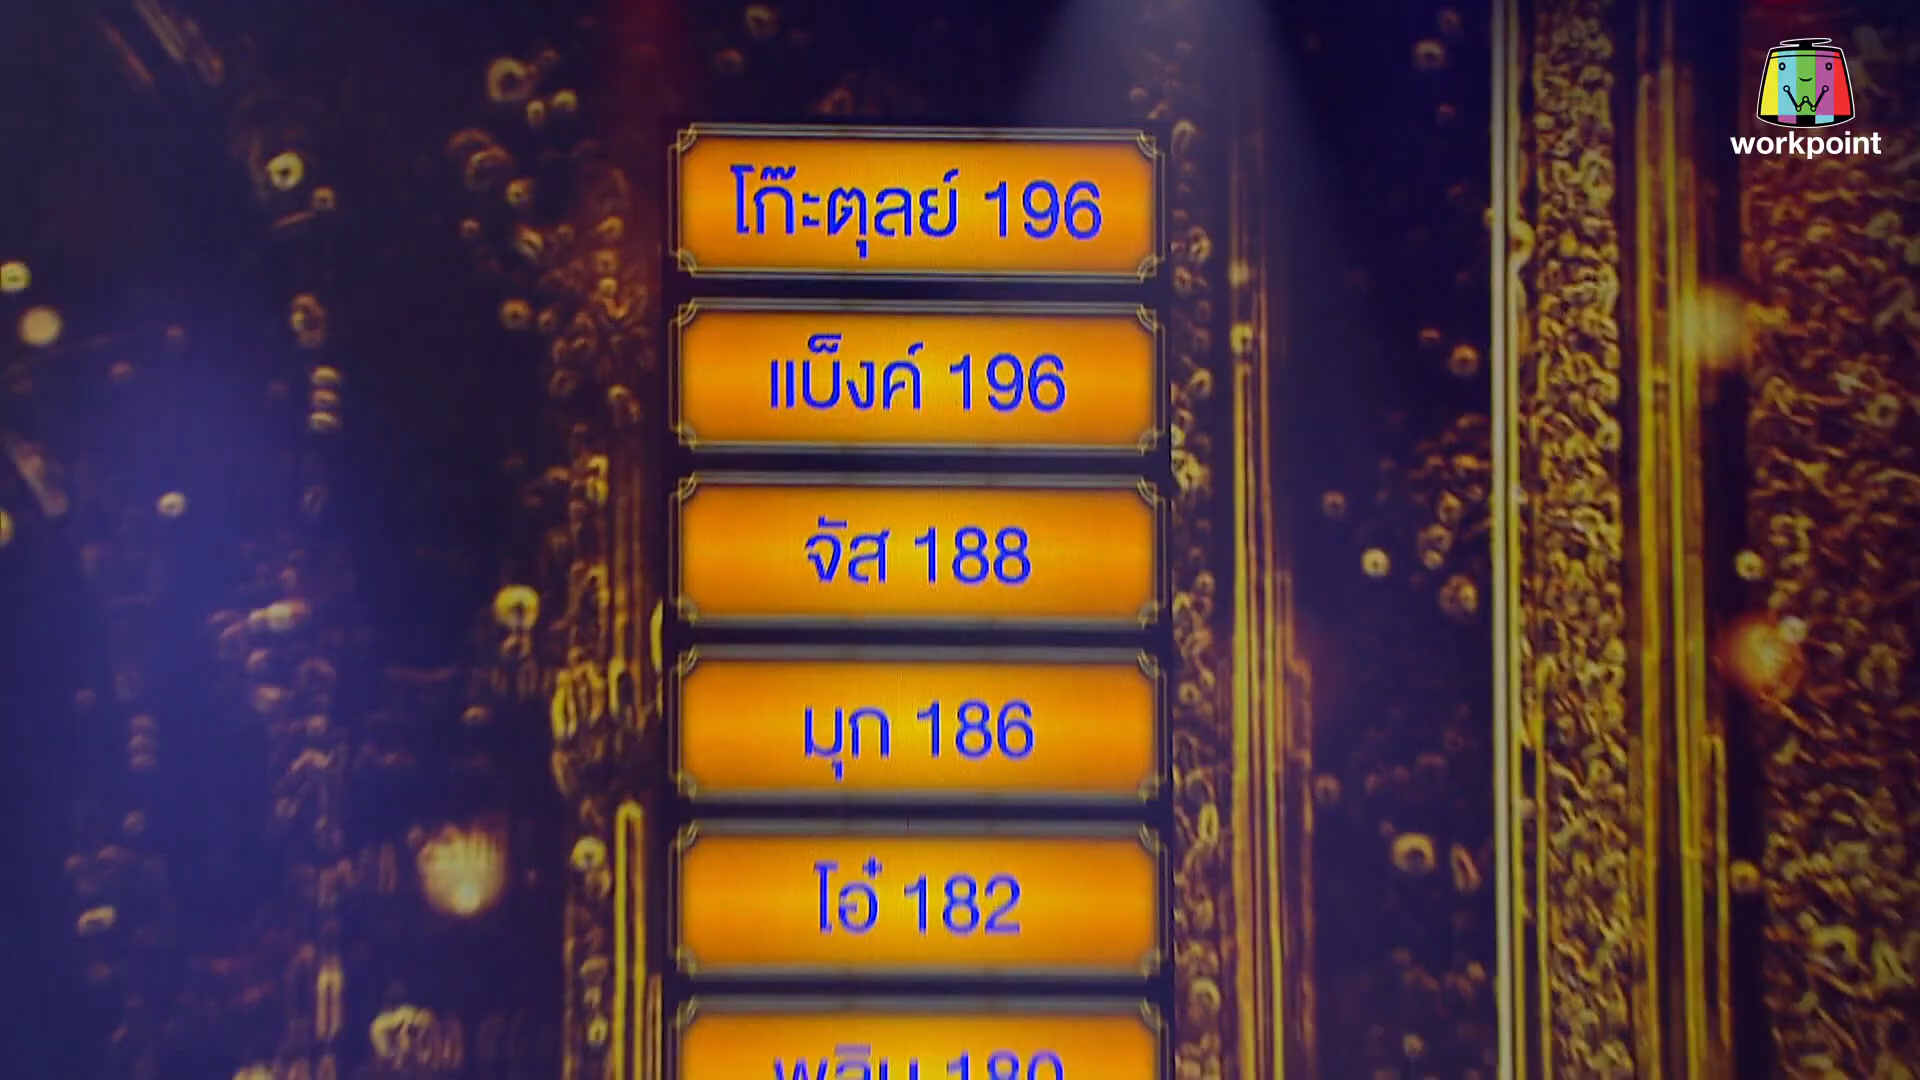 workpoint
โก๊ะตุลย์ 196
แบ็งค์ 196
จัส 188
มุก 186
โอ๋ 182
180